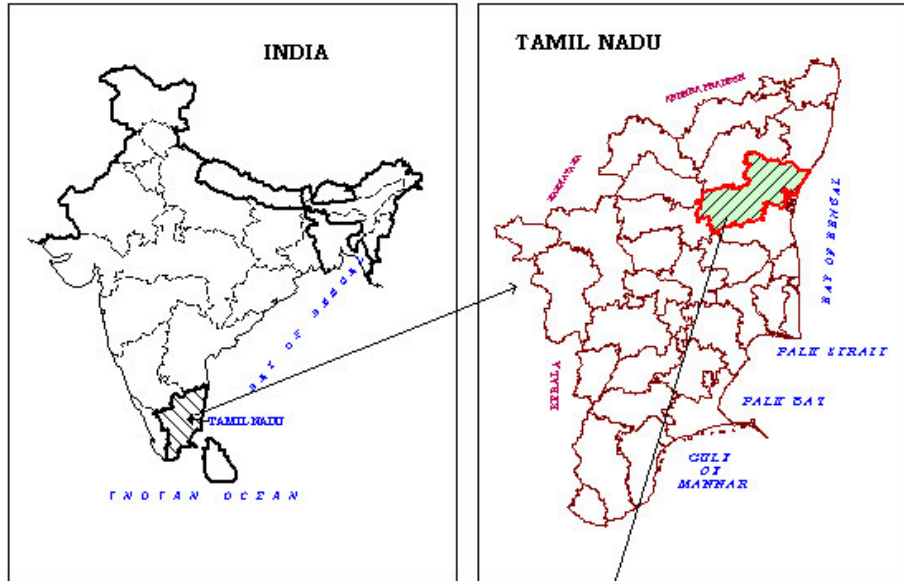 INDIA
BAY OF BENGAL
TAMIL NADU
INDIAN OCEAN
TAMIL NADU
ANDHRA PRADESH
KARNATAKA
BAY OF BENGAL
PALK STRAIT
KERALA
PALK BAY
GULF
OF
MANNAR